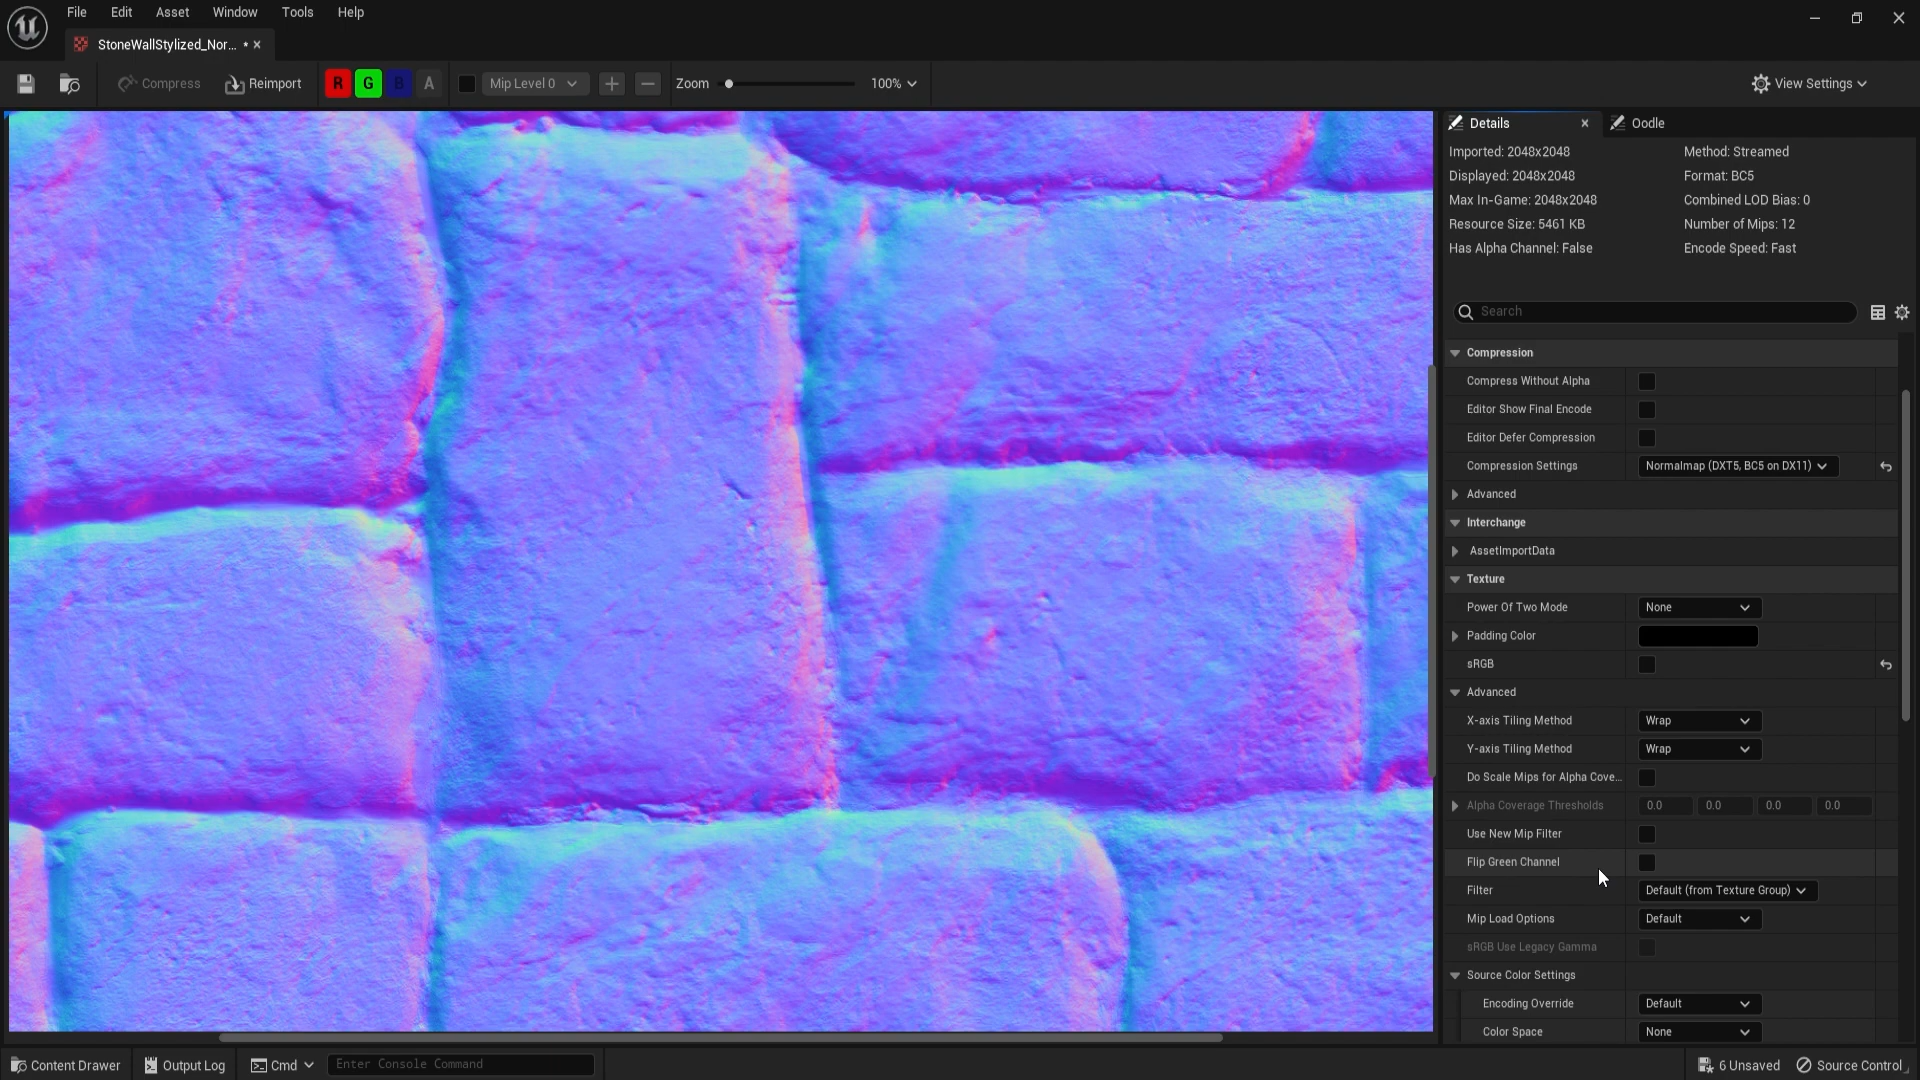 File Edit Asset Window Tools Help
StoneWallStylized_Nor... *
Compress Reimport R G B A Mip Level 0 Zoom 100% View Settings
Details Oodle
Imported: 2048x2048 Method: Streamed
Displayed: 2048x2048 Format: BC5
Max In-Game: 2048x2048 Combined LOD Bias: 0
Resource Size: 5461 KB Number of Mips: 12
Has Alpha Channel: False Encode Speed: Fast
Search
Compression
Compress Without Alpha
Editor Show Final Encode
Editor Defer Compression
Compression Settings Normalmap (DXT5, BC5 on DX11)
Advanced
Interchange
AssetImportData
Texture
Power Of Two Mode None
Padding Color
sRGB
Advanced
X-axis Tiling Method Wrap
Y-axis Tiling Method Wrap
Do Scale Mips for Alpha Cove...
Alpha Coverage Thresholds 0.0 0.0 0.0 0.0
Use New Mip Filter
Flip Green Channel
Filter Default (from Texture Group)
Mip Load Options Default
sRGB Use Legacy Gamma
Source Color Settings
Encoding Override Default
Color Space None
Content Drawer Output Log Cmd Enter Console Command 6 Unsaved Source Control